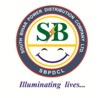 SOUTH BIHAR POWER DISTRIBUTION COMPANY LTD.
SB
SBPDCL
Illuminating lives...